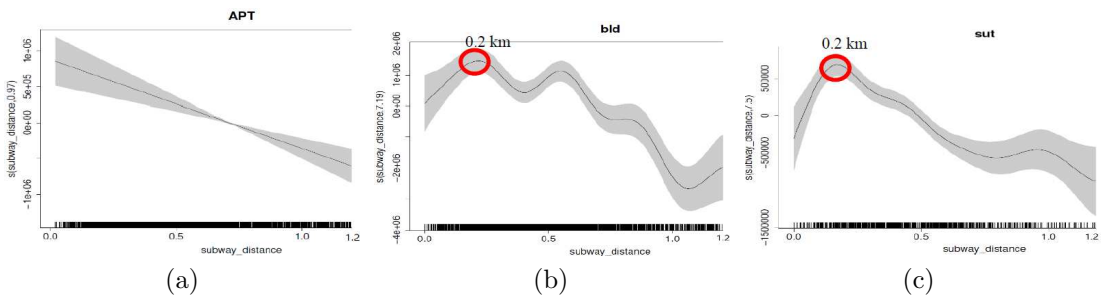 APT
s(subway_distance,0.97)
1e+06
5e+05
0e+00
-1e+06
0.0
0.5
1.0
1.2
subway_distance
(a)
bld
0.2 km
s(subway_distance,7.19)
2e+06
1e+06
0e+00
-2e+06
-4e+06
0.0
0.5
1.0
1.2
subway_distance
(b)
sut
0.2 km
s(subway_distance,7.5)
500000
0
-500000
-1500000
0.0
0.5
1.0
1.2
subway_distance
(c)